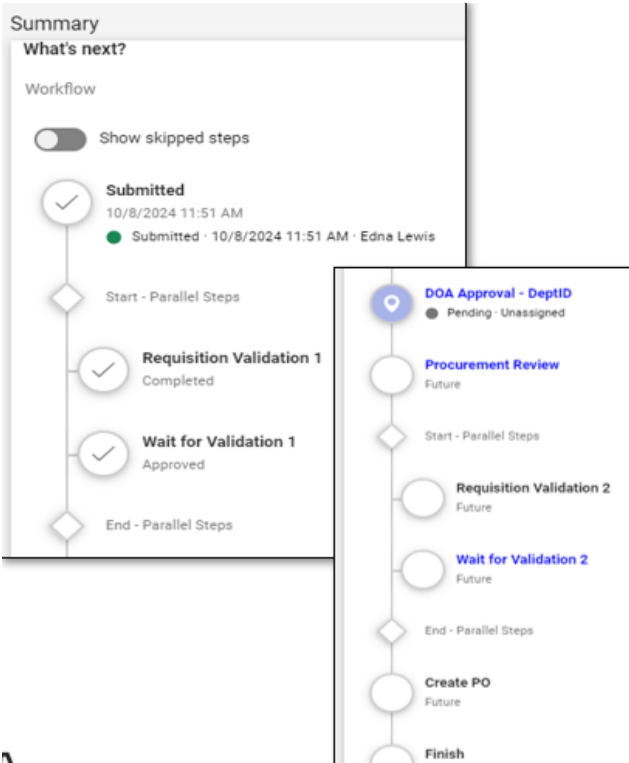 Summary
What's next?
Workflow
Show skipped steps
Submitted
10/8/2024 11:51 AM
Submitted · 10/8/2024 11:51 AM · Edna Lewis
Start - Parallel Steps
Requisition Validation 1
Completed
Wait for Validation 1
Approved
End - Parallel Steps
DOA Approval - DeptID
Pending · Unassigned
Procurement Review
Future
Start - Parallel Steps
Requisition Validation 2
Future
Wait for Validation 2
Future
End - Parallel Steps
Create PO
Future
Finish